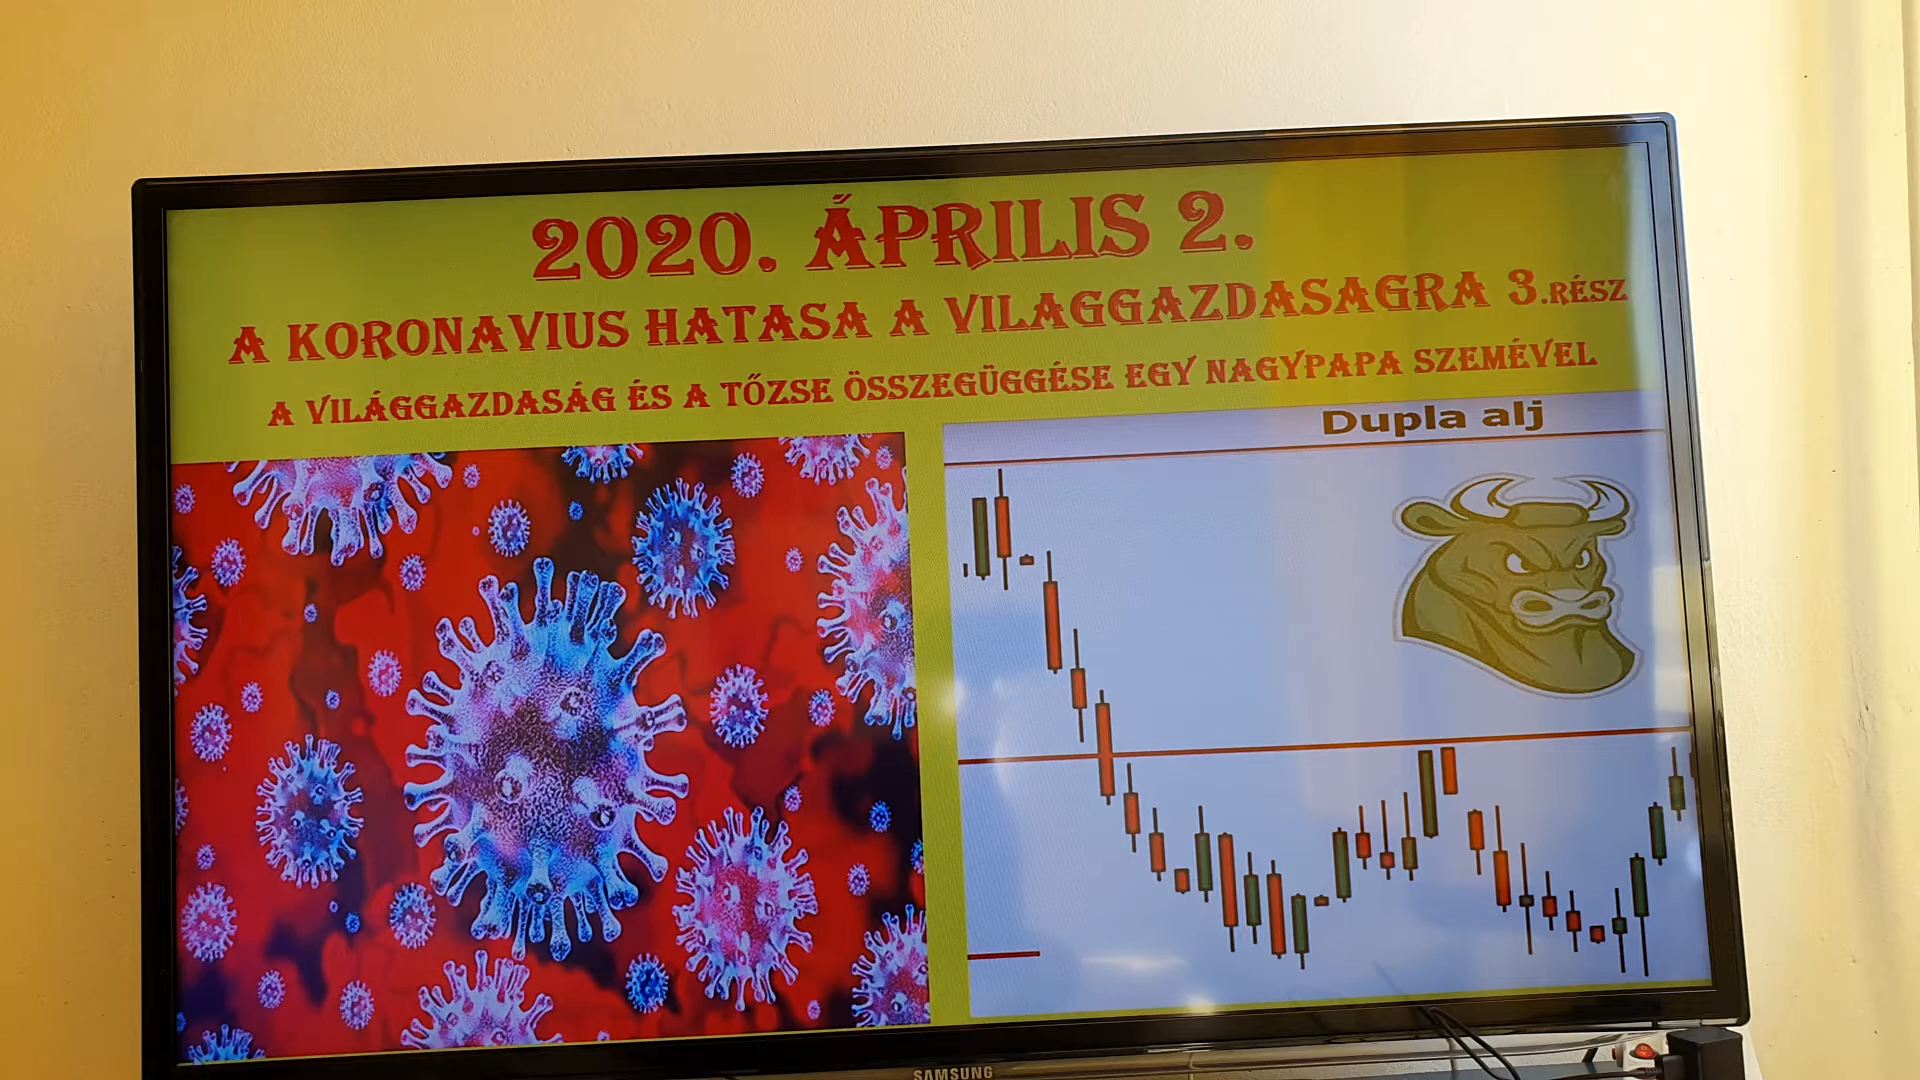 2020. ÁPRILIS 2.
A KORONAVIUS HATASA A VILAGGAZDASAGRA 3.RÉSZ
A VILÁGGAZDASÁG ÉS A TŐZSE ÖSSZEGÜGGÉSE EGY NAGYPAPA SZEMÉVEL
Dupla alj
SAMSUNG